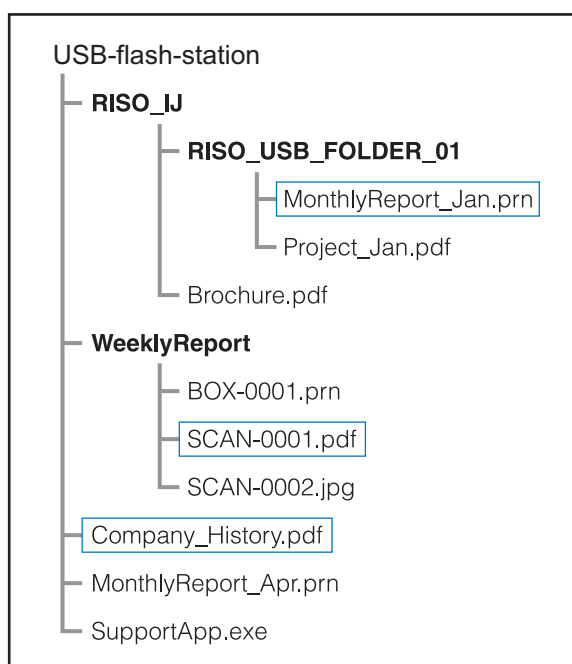 USB-flash-station
RISO_IJ
RISO_USB_FOLDER_01
MonthlyReport_Jan.prn
Project_Jan.pdf
Brochure.pdf
WeeklyReport
BOX-0001.prn
SCAN-0001.pdf
SCAN-0002.jpg
Company_History.pdf
MonthlyReport_Apr.prn
SupportApp.exe